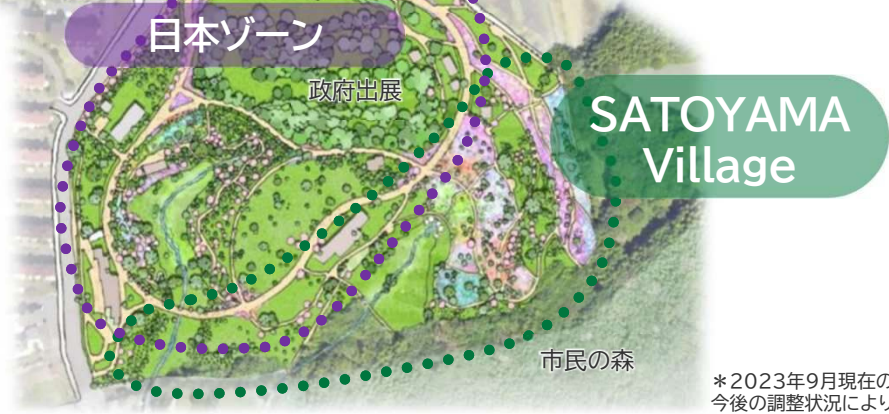 日本ゾーン
政府出展
SATOYAMA
Village
市民の森
＊2023年9月現在の
今後の調整状況により